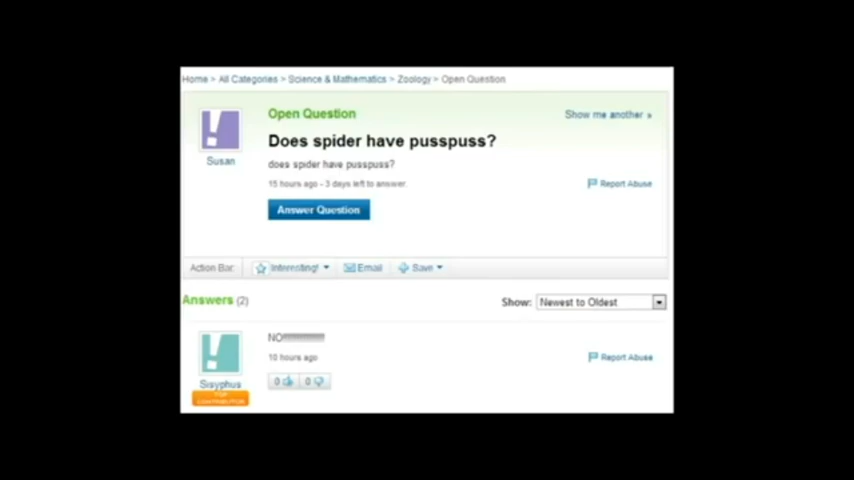 Home > All Categories > Science & Mathematics > Zoology > Open Question
Open Question
Show me another »
Does spider have pusspuss?
Susan
does spider have pusspuss?
15 hours ago - 3 days left to answer.
Report Abuse
Answer Question
Action Bar:
Interesting!
Email
Save
Answers (2)
Show:
Newest to Oldest
NO
10 hours ago
Report Abuse
0
0
Sisyphus
TOP CONTRIBUTOR